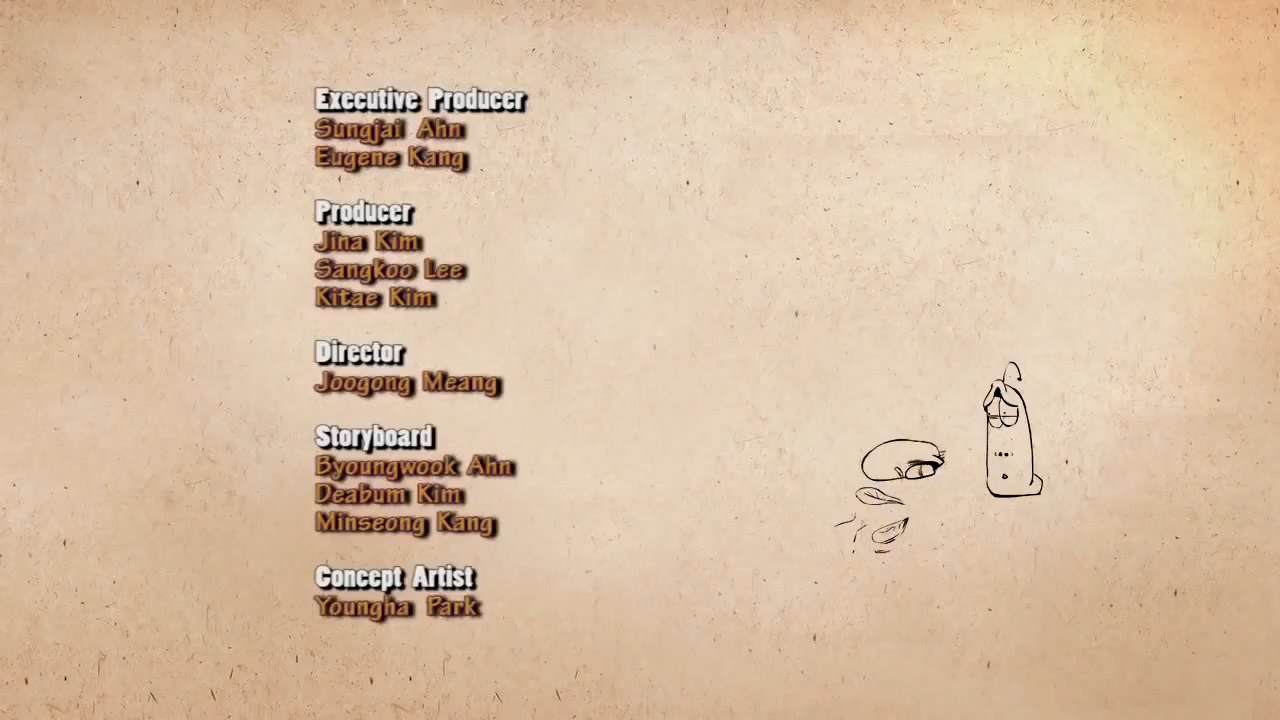 Executive Producer
Sungjai Ahn
Eugene Kang
Producer
Jina Kim
Sangkoo Lee
Kitae Kim
Director
Joogong Meang
Storyboard
Byoungwook Ahn
Deabum Kim
Minseong Kang
Concept Artist
Youngha Park